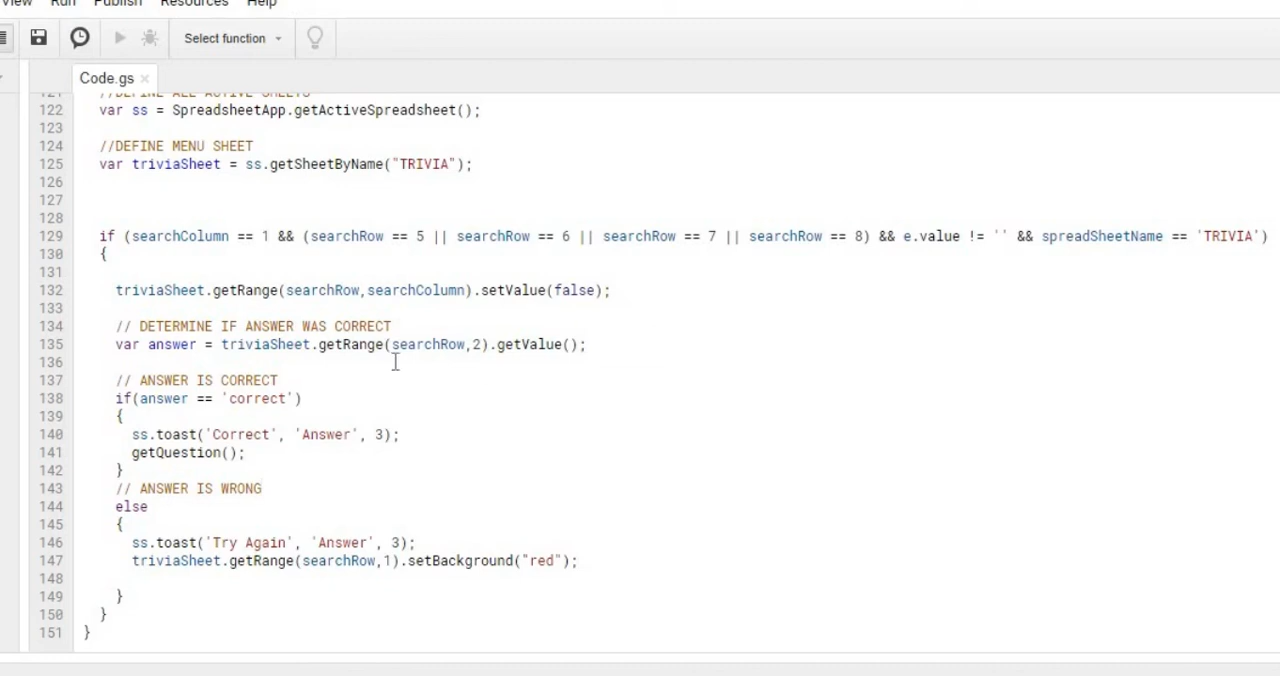 View Run Publish Resources Help
Select function
Code.gs ×
121 //DEFINE ALL ACTIVE SHEETS
122 var ss = SpreadsheetApp.getActiveSpreadsheet();
123
124 //DEFINE MENU SHEET
125 var triviaSheet = ss.getSheetByName("TRIVIA");
126
127
128
129 if (searchColumn == 1 && (searchRow == 5 || searchRow == 6 || searchRow == 7 || searchRow == 8) && e.value != '' && spreadSheetName == 'TRIVIA')
130 {
131
132 triviaSheet.getRange(searchRow,searchColumn).setValue(false);
133
134 // DETERMINE IF ANSWER WAS CORRECT
135 var answer = triviaSheet.getRange(searchRow,2).getValue();
136
137 // ANSWER IS CORRECT
138 if(answer == 'correct')
139 {
140 ss.toast('Correct', 'Answer', 3);
141 getQuestion();
142 }
143 // ANSWER IS WRONG
144 else
145 {
146 ss.toast('Try Again', 'Answer', 3);
147 triviaSheet.getRange(searchRow,1).setBackground("red");
148
149 }
150 }
151 }